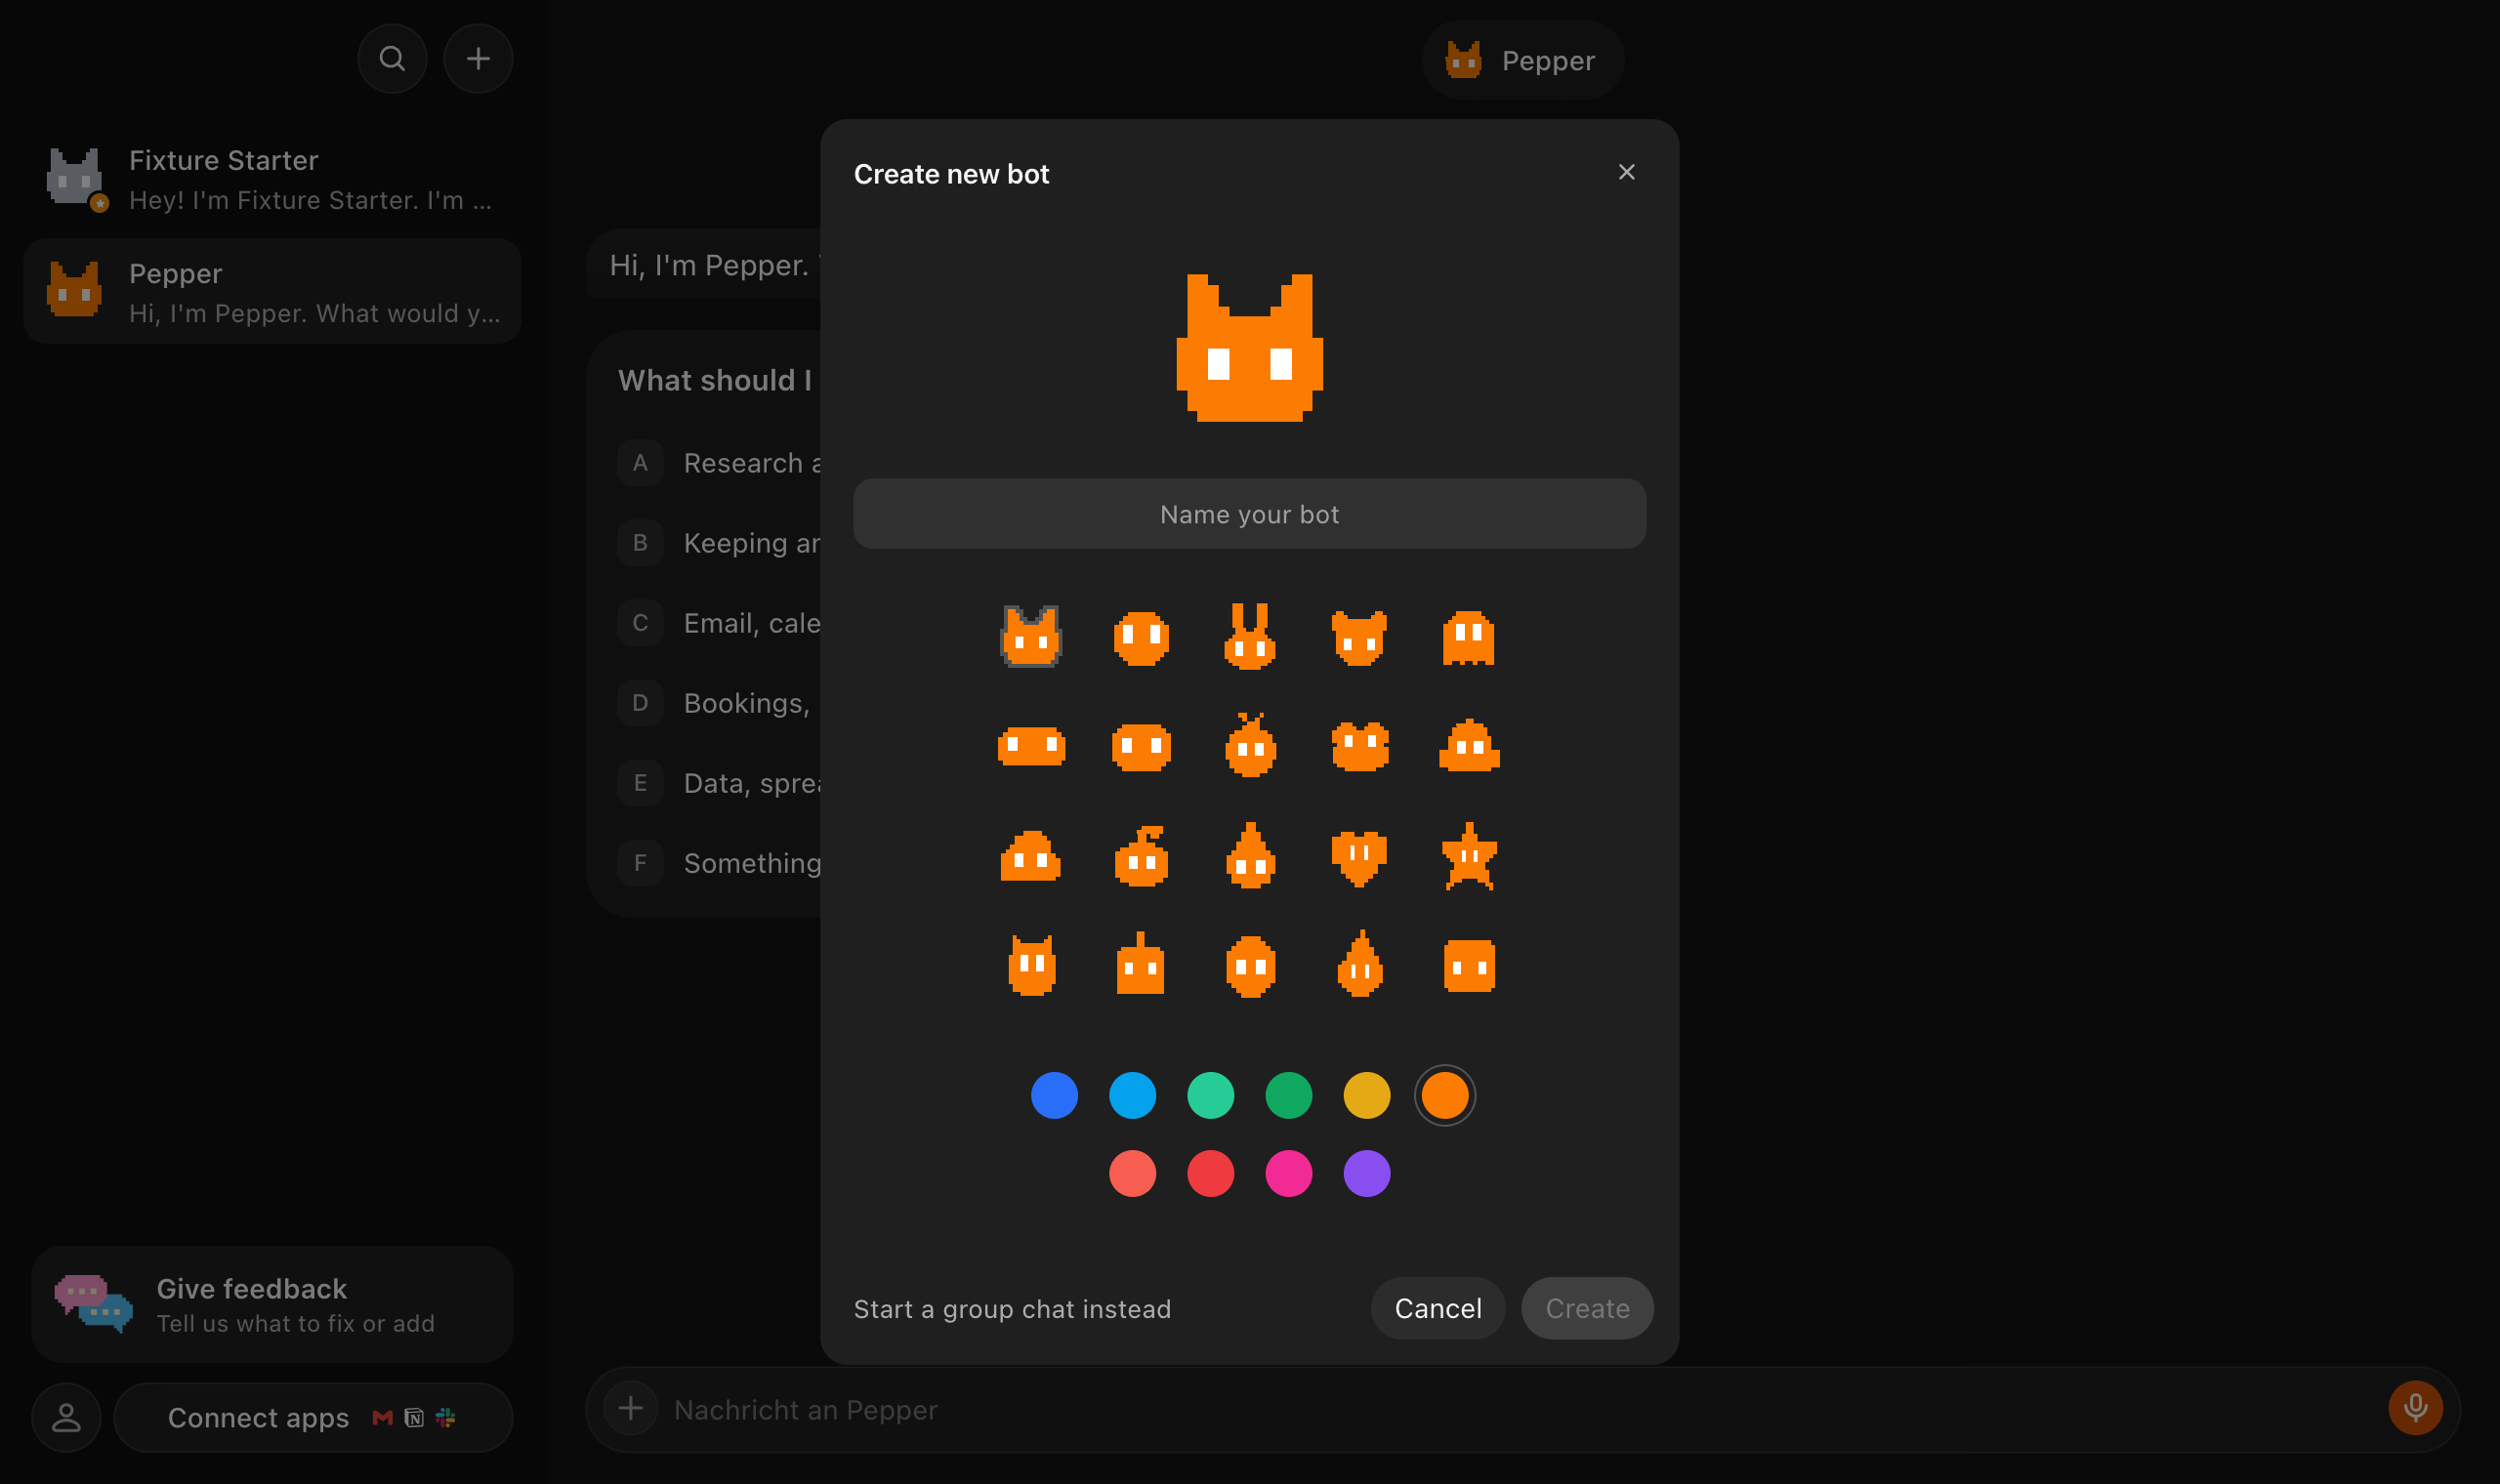 Pepper
Fixture Starter
Hey! I'm Fixture Starter. I'm ...
Pepper
Hi, I'm Pepper. What would y...
Hi, I'm Pepper.
What should I
A
Research a
B
Keeping an
C
Email, cale
D
Bookings,
E
Data, sprea
F
Something
Create new bot
Name your bot
Start a group chat instead
Cancel
Create
Give feedback
Tell us what to fix or add
Connect apps
Nachricht an Pepper